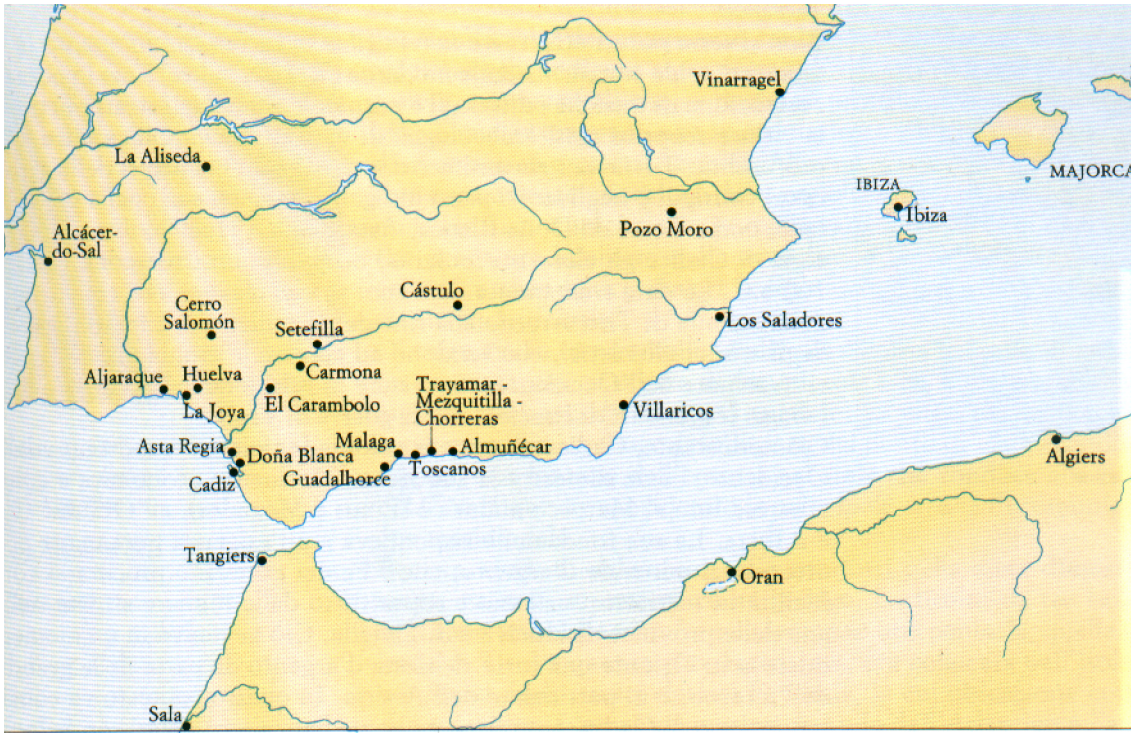 Vinarragel
La Aliseda
MAJORCA
IBIZA
Ibiza
Pozo Moro
Alcácer-
do-Sal
Cástulo
Cerro
Salomón
Los Saladores
Setefilla
Carmona
Aljaraque
Huelva
La Joya
El Carambolo
Trayamar -
Mezquitilla -
Chorreras
Villaricos
Asta Regia
Doña Blanca
Cadiz
Malaga
Guadalhorce
Toscanos
Almuñécar
Algiers
Tangiers
Oran
Sala